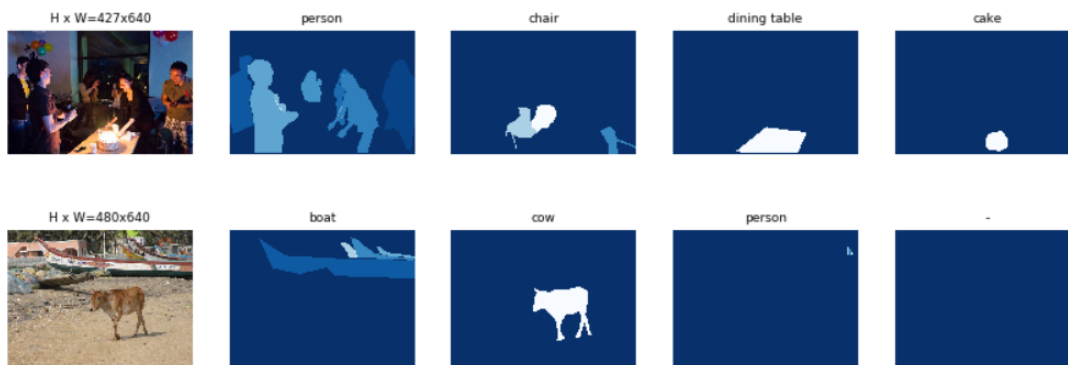 H x W=427x640
person
chair
dining table
cake
H x W=480x640
boat
cow
person
-